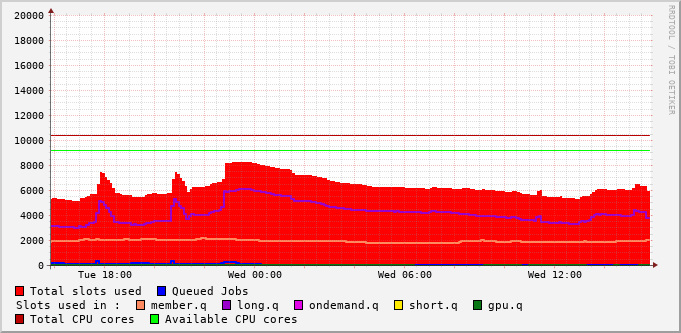 RRDTOOL / TOBI OETIKER
20000
18000
16000
14000
12000
10000
8000
6000
4000
2000
0
Tue 18:00 Wed 00:00 Wed 06:00 Wed 12:00
Total slots used Queued Jobs
Slots used in : member.q long.q ondemand.q short.q gpu.q
Total CPU cores Available CPU cores